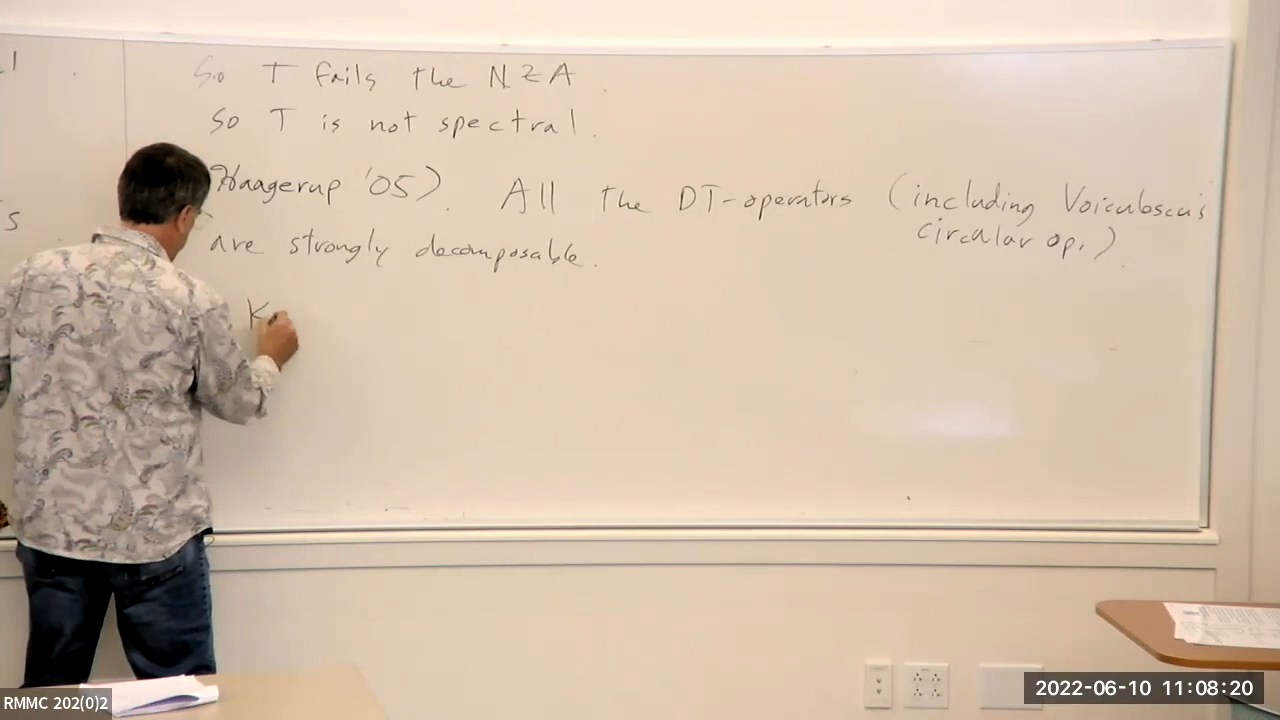 So T fails the NZA.
So T is not spectral.
Haagerup '05). All the DT-operators (including Voiculoscu's
circular op.)
are strongly decomposable.
K
RMMC 202(0)2
2022-06-10 11:08:20